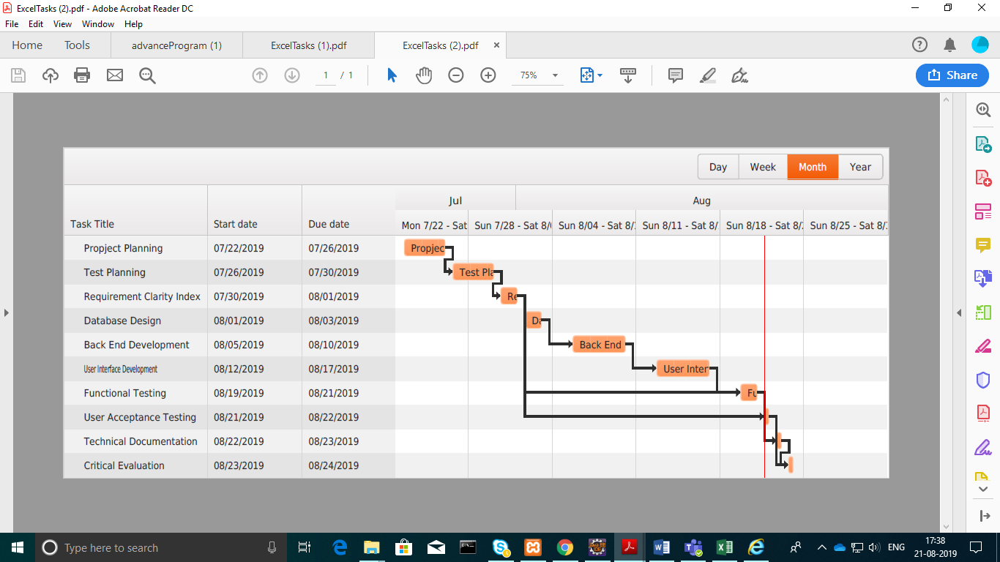 ExcelTasks (2).pdf - Adobe Acrobat Reader DC
File Edit View Window Help
Home Tools advanceProgram (1) ExcelTasks (1).pdf ExcelTasks (2).pdf
1 / 1 75% Share
Day Week Month Year
Jul Aug
Task Title Start date Due date Mon 7/22 - Sat Sun 7/28 - Sat 8/ Sun 8/04 - Sat 8/ Sun 8/11 - Sat 8/ Sun 8/18 - Sat 8/ Sun 8/25 - Sat 8/
Propject Planning 07/22/2019 07/26/2019 Propjec
Test Planning 07/26/2019 07/30/2019 Test Pla
Requirement Clarity Index 07/30/2019 08/01/2019 Re
Database Design 08/01/2019 08/03/2019 Da
Back End Development 08/05/2019 08/10/2019 Back End
User Interface Development 08/12/2019 08/17/2019 User Inter
Functional Testing 08/19/2019 08/21/2019 Fu
User Acceptance Testing 08/21/2019 08/22/2019
Technical Documentation 08/22/2019 08/23/2019
Critical Evaluation 08/23/2019 08/24/2019
Type here to search
ENG
17:38
21-08-2019